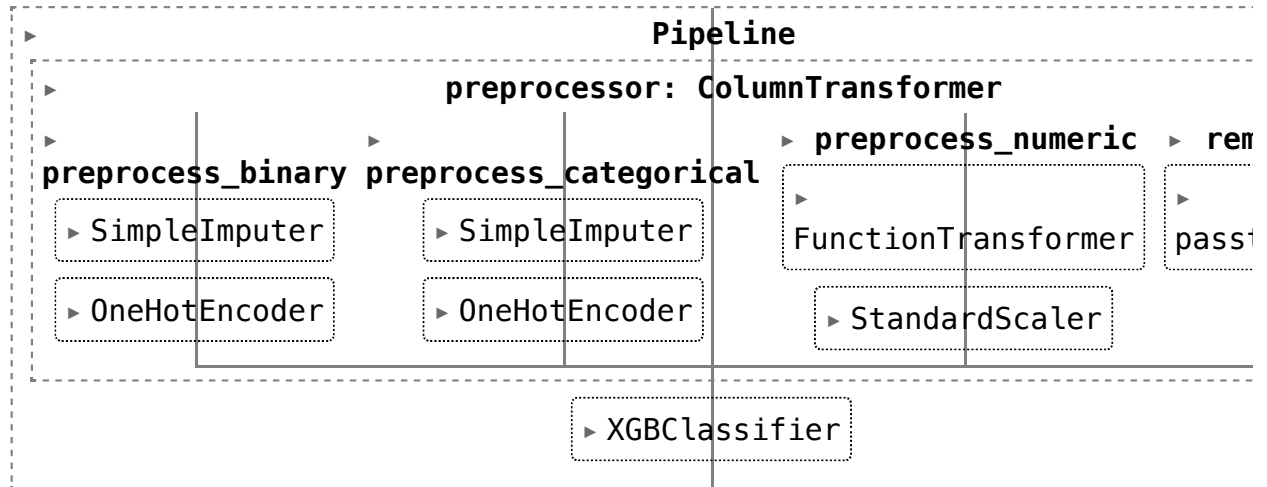 Pipeline
preprocessor: ColumnTransformer
preprocess_binary
SimpleImputer
OneHotEncoder
preprocess_categorical
SimpleImputer
OneHotEncoder
preprocess_numeric
FunctionTransformer
StandardScaler
XGBClassifier